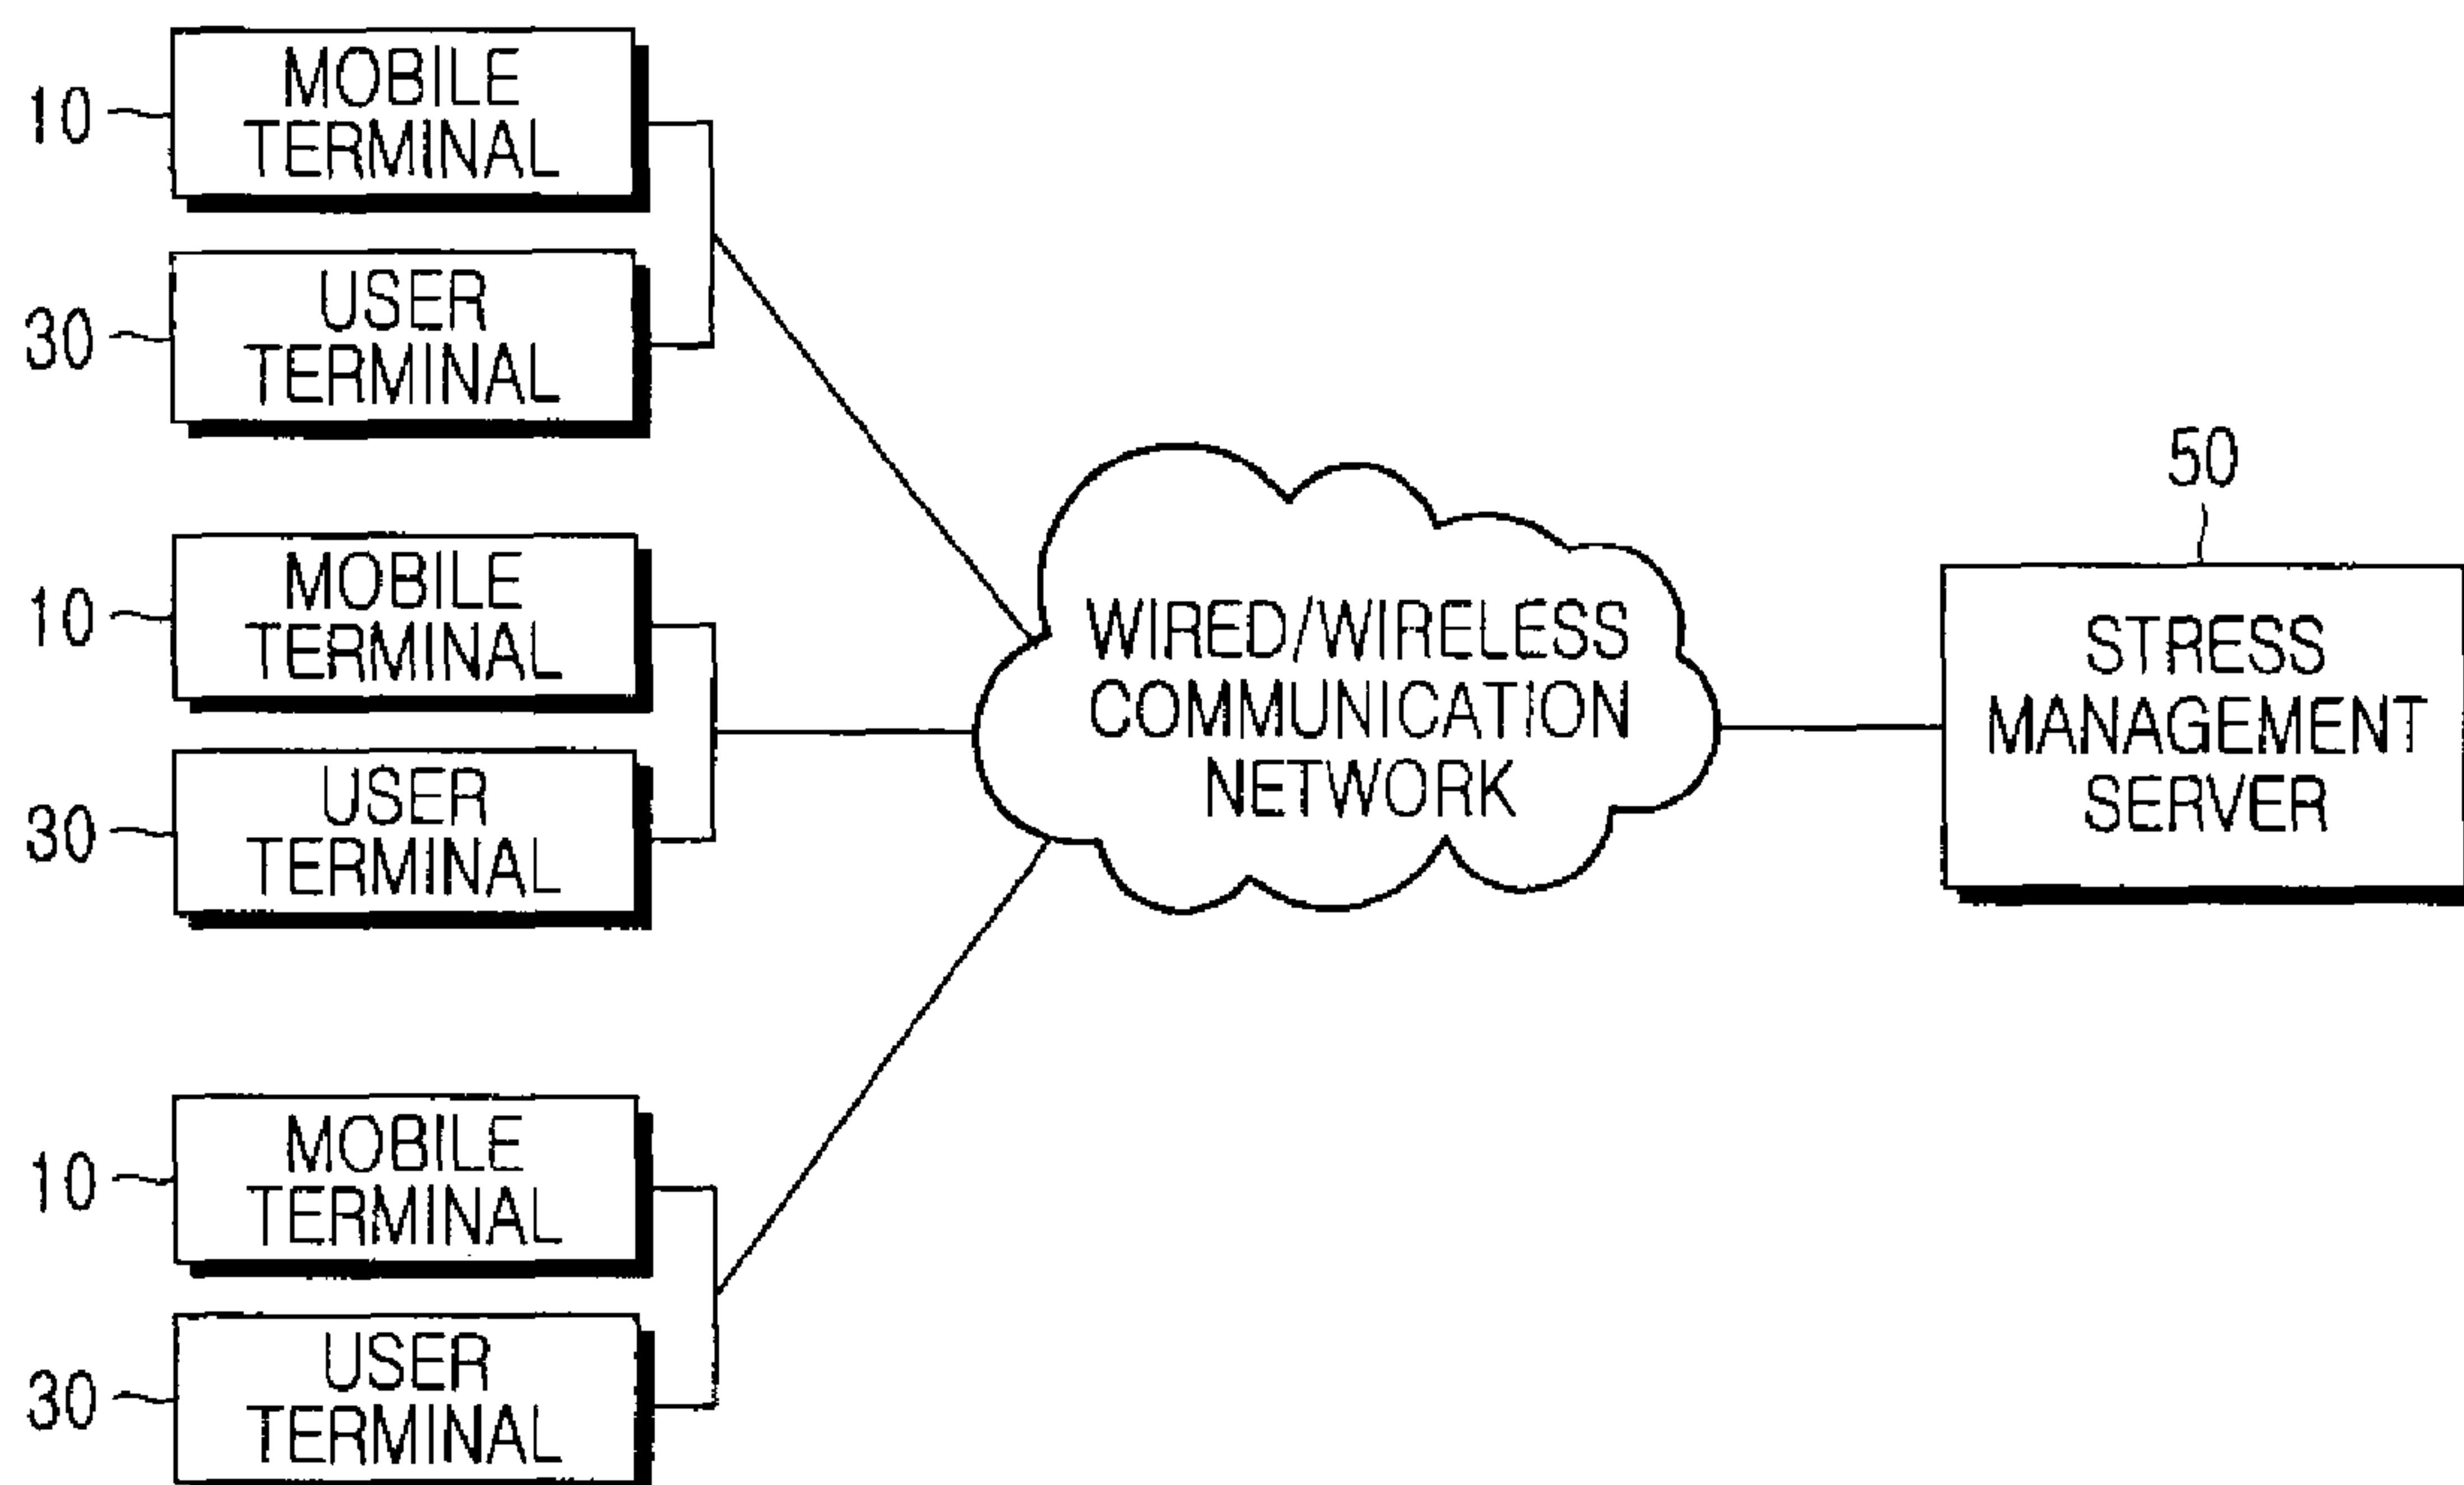 10
MOBILE
TERMINAL
30
USER
TERMINAL
10
MOBILE
TERMINAL
30
USER
TERMINAL
10
MOBILE
TERMINAL
30
USER
TERMINAL
WIRED/WIRELESS
COMMUNICATION
NETWORK
50
STRESS
MANAGEMENT
SERVER